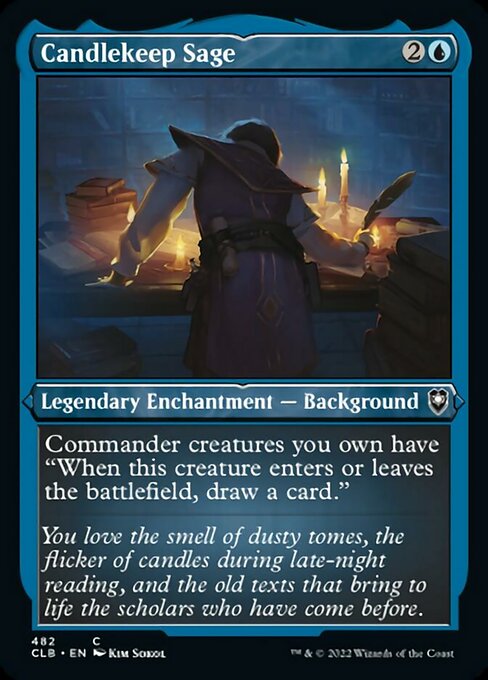 Candlekeep Sage 2
Legendary Enchantment — Background
Commander creatures you own have
“When this creature enters or leaves
the battlefield, draw a card.”
You love the smell of dusty tomes, the
flicker of candles during late-night
reading, and the old texts that bring to
life the scholars who have come before.
482 C
CLB • EN Kim Sokol ™ & © 2022 Wizards of the Coast